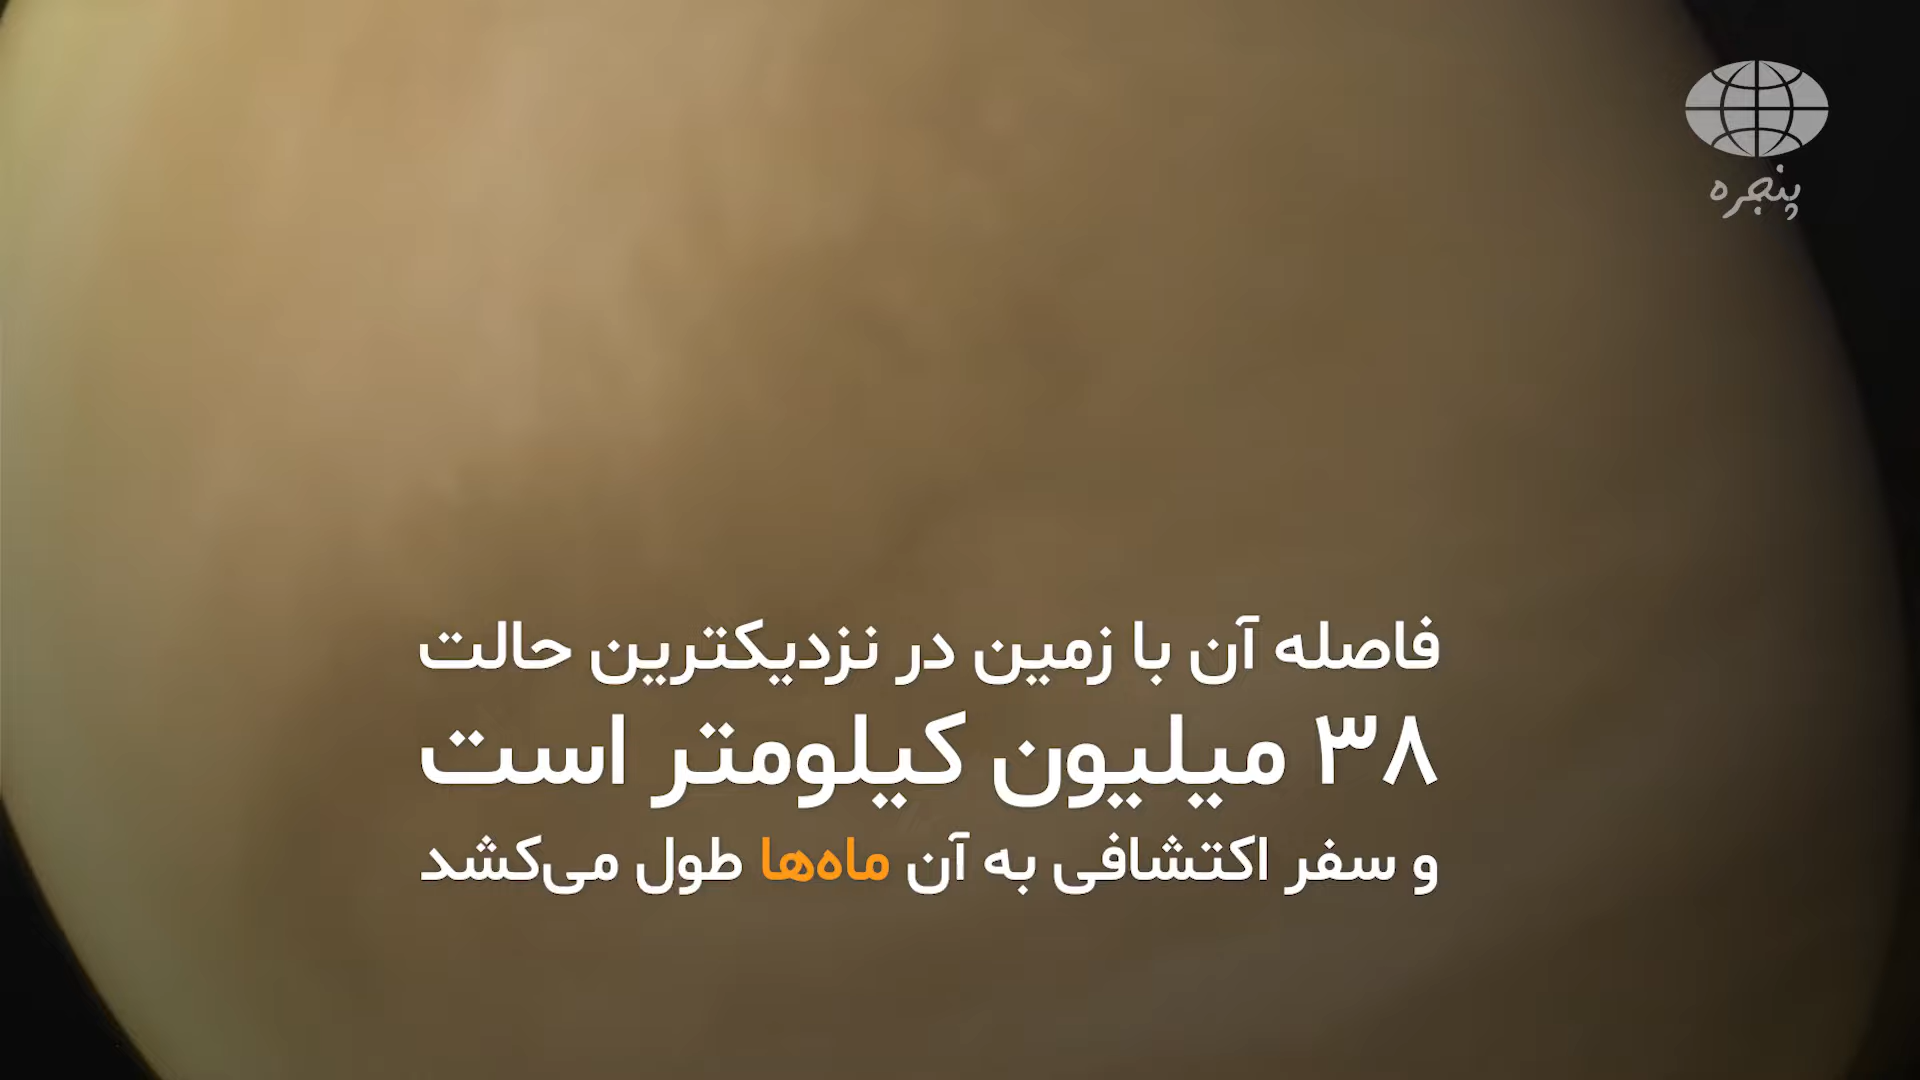 پنجره
فاصله آن با زمین در نزدیکترین حالت
۳۸ میلیون کیلومتر است
و سفر اکتشافی به آن ماه‌ها طول می‌کشد